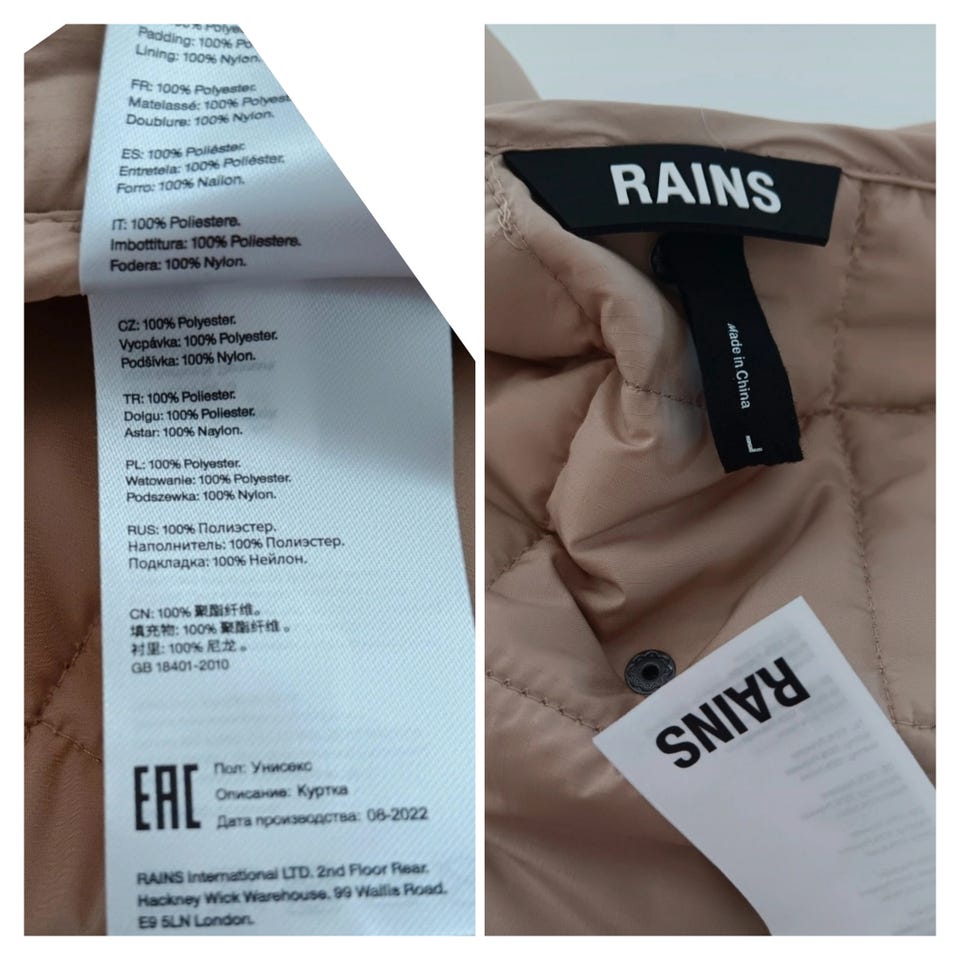 Padding: 100% Po
Lining: 100% Nylon.
FR: 100% Polyester.
Matelassé: 100% Polyest
Doublure: 100% Nylon.
ES: 100% Poliéster.
Entretela: 100% Poliéster.
Forro: 100% Nailon.
IT: 100% Poliestere.
Imbottitura: 100% Poliestere.
Fodera: 100% Nylon.
CZ: 100% Polyester.
Vycpávka: 100% Polyester.
Podšívka: 100% Nylon.
TR: 100% Poliester.
Dolgu: 100% Poliester.
Astar: 100% Naylon.
PL: 100% Polyester.
Watowanie: 100% Polyester.
Podszewka: 100% Nylon.
RUS: 100% Полиэстер.
Наполнитель: 100% Полиэстер.
Подкладка: 100% Нейлон.
CN: 100% 聚酯纤维。
填充物: 100% 聚酯纤维。
衬里: 100% 尼龙。
GB 18401-2010
EAC
Пол: Унисекс
Описание: Куртка
Дата производства: 08-2022
RAINS International LTD. 2nd Floor Rear.
Hackney Wick Warehouse. 99 Wallis Road.
E9 5LN London.
RAINS
Made in China
L
RAINS